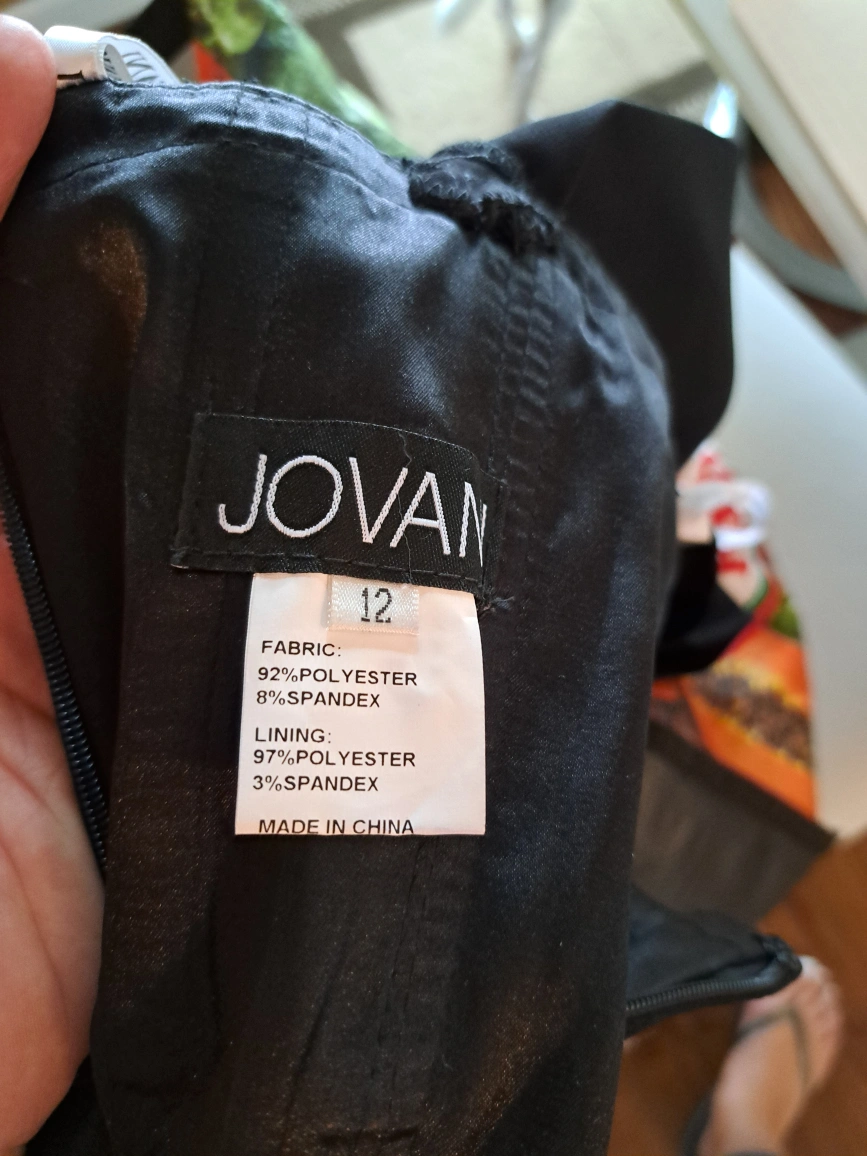 JOVAN
12
FABRIC:
92%POLYESTER
8%SPANDEX
LINING:
97%POLYESTER
3%SPANDEX
MADE IN CHINA